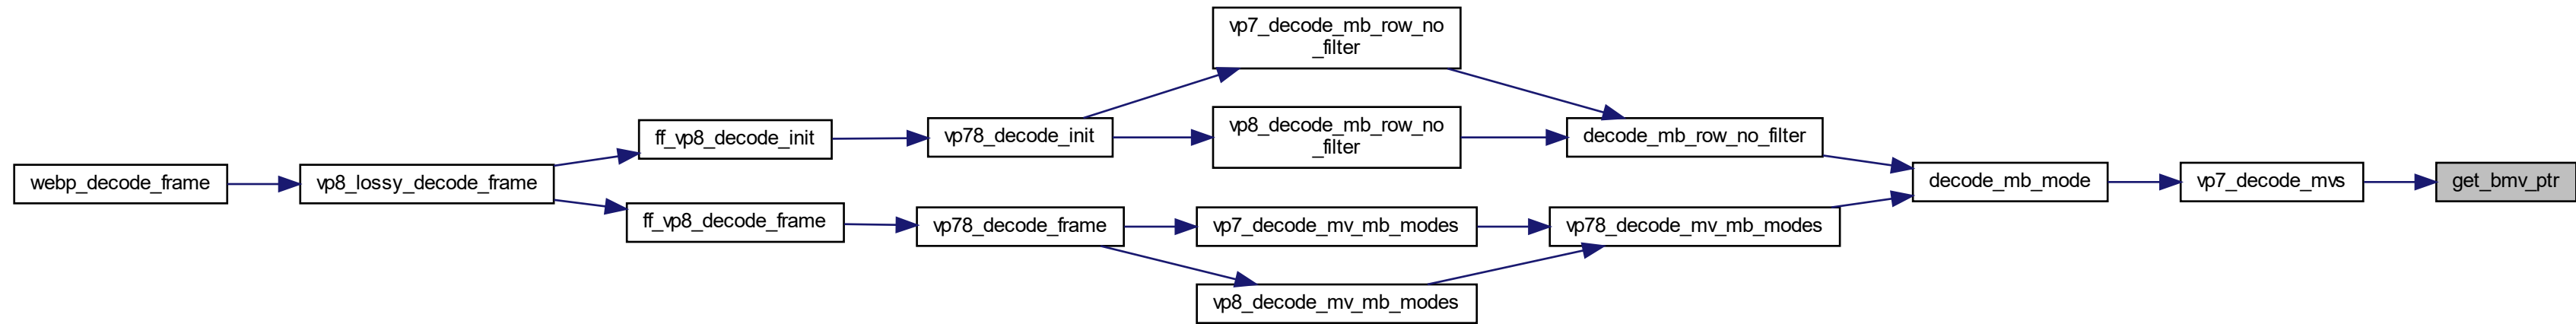 vp7_decode_mb_row_no
_filter
ff_vp8_decode_init
vp78_decode_init
vp8_decode_mb_row_no
_filter
decode_mb_row_no_filter
webp_decode_frame
vp8_lossy_decode_frame
decode_mb_mode
vp7_decode_mvs
get_bmv_ptr
ff_vp8_decode_frame
vp78_decode_frame
vp7_decode_mv_mb_modes
vp78_decode_mv_mb_modes
vp8_decode_mv_mb_modes